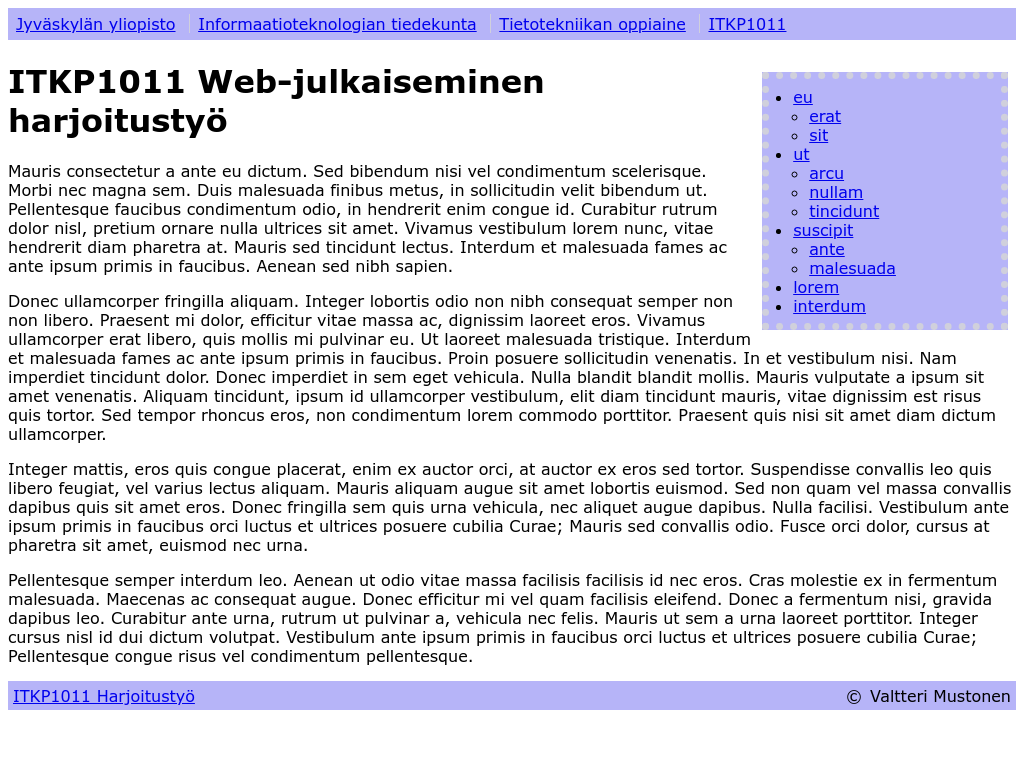 Jyväskylän yliopisto Informaatioteknologian tiedekunta Tietotekniikan oppiaine ITKP1011
ITKP1011 Web-julkaiseminen
harjoitustyö
eu
erat
sit
ut
arcu
nullam
tincidunt
suscipit
ante
malesuada
lorem
interdum
Mauris consectetur a ante eu dictum. Sed bibendum nisi vel condimentum scelerisque.
Morbi nec magna sem. Duis malesuada finibus metus, in sollicitudin velit bibendum ut.
Pellentesque faucibus condimentum odio, in hendrerit enim congue id. Curabitur rutrum
dolor nisl, pretium ornare nulla ultrices sit amet. Vivamus vestibulum lorem nunc, vitae
hendrerit diam pharetra at. Mauris sed tincidunt lectus. Interdum et malesuada fames ac
ante ipsum primis in faucibus. Aenean sed nibh sapien.
Donec ullamcorper fringilla aliquam. Integer lobortis odio non nibh consequat semper non
non libero. Praesent mi dolor, efficitur vitae massa ac, dignissim laoreet eros. Vivamus
ullamcorper erat libero, quis mollis mi pulvinar eu. Ut laoreet malesuada tristique. Interdum
et malesuada fames ac ante ipsum primis in faucibus. Proin posuere sollicitudin venenatis. In et vestibulum nisi. Nam
imperdiet tincidunt dolor. Donec imperdiet in sem eget vehicula. Nulla blandit blandit mollis. Mauris vulputate a ipsum sit
amet venenatis. Aliquam tincidunt, ipsum id ullamcorper vestibulum, elit diam tincidunt mauris, vitae dignissim est risus
quis tortor. Sed tempor rhoncus eros, non condimentum lorem commodo porttitor. Praesent quis nisi sit amet diam dictum
ullamcorper.
Integer mattis, eros quis congue placerat, enim ex auctor orci, at auctor ex eros sed tortor. Suspendisse convallis leo quis
libero feugiat, vel varius lectus aliquam. Mauris aliquam augue sit amet lobortis euismod. Sed non quam vel massa convallis
dapibus quis sit amet eros. Donec fringilla sem quis urna vehicula, nec aliquet augue dapibus. Nulla facilisi. Vestibulum ante
ipsum primis in faucibus orci luctus et ultrices posuere cubilia Curae; Mauris sed convallis odio. Fusce orci dolor, cursus at
pharetra sit amet, euismod nec urna.
Pellentesque semper interdum leo. Aenean ut odio vitae massa facilisis facilisis id nec eros. Cras molestie ex in fermentum
malesuada. Maecenas ac consequat augue. Donec efficitur mi vel quam facilisis eleifend. Donec a fermentum nisi, gravida
dapibus leo. Curabitur ante urna, rutrum ut pulvinar a, vehicula nec felis. Mauris ut sem a urna laoreet porttitor. Integer
cursus nisl id dui dictum volutpat. Vestibulum ante ipsum primis in faucibus orci luctus et ultrices posuere cubilia Curae;
Pellentesque congue risus vel condimentum pellentesque.
ITKP1011 Harjoitustyö © Valtteri Mustonen